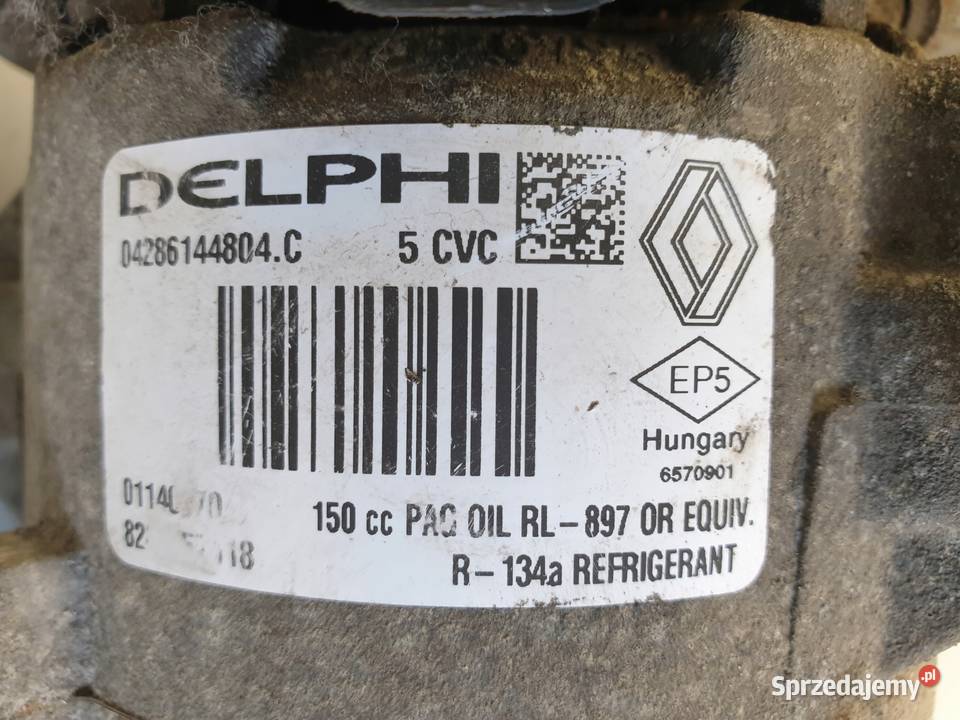 DELPHI
04286144804.C 5 CVC
EP5
Hungary
6570901
150 cc PAG OIL RL-897 OR EQUIV.
R-134a REFRIGERANT
Sprzedajemy.pl